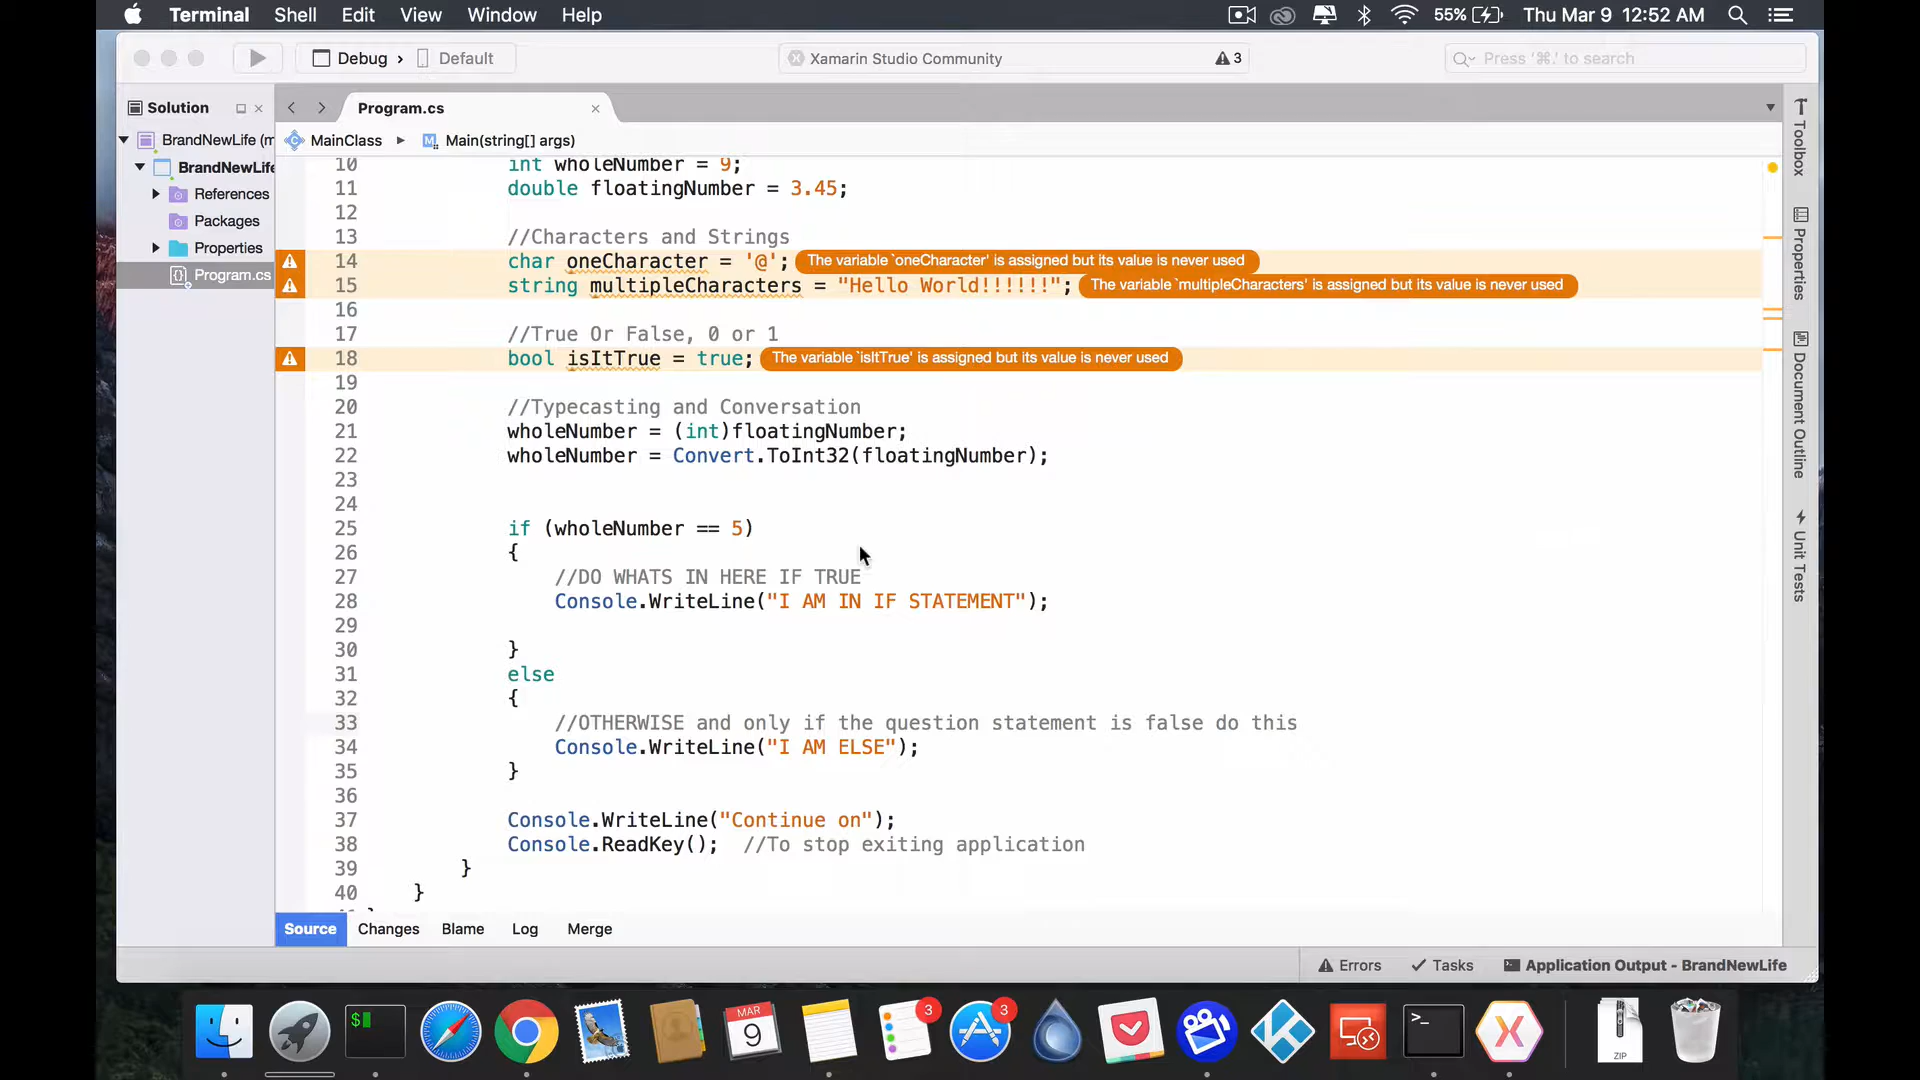 Terminal Shell Edit View Window Help 55% Thu Mar 9 12:52 AM
Debug > Default Xamarin Studio Community 3 Press ‘⌘.’ to search
Solution
Program.cs
BrandNewLife (m
MainClass Main(string[] args)
BrandNewLife
References
Packages
Properties
Program.cs
10 int wholeNumber = 9;
11 double floatingNumber = 3.45;
12
13 //Characters and Strings
14 char oneCharacter = '@'; The variable `oneCharacter' is assigned but its value is never used
15 string multipleCharacters = "Hello World!!!!!!"; The variable `multipleCharacters' is assigned but its value is never used
16
17 //True Or False, 0 or 1
18 bool isItTrue = true; The variable `isItTrue' is assigned but its value is never used
19
20 //Typecasting and Conversation
21 wholeNumber = (int)floatingNumber;
22 wholeNumber = Convert.ToInt32(floatingNumber);
23
24
25 if (wholeNumber == 5)
26 {
27 //DO WHATS IN HERE IF TRUE
28 Console.WriteLine("I AM IN IF STATEMENT");
29
30 }
31 else
32 {
33 //OTHERWISE and only if the question statement is false do this
34 Console.WriteLine("I AM ELSE");
35 }
36
37 Console.WriteLine("Continue on");
38 Console.ReadKey(); //To stop exiting application
39 }
40 }
Toolbox
Properties
Document Outline
Unit Tests
Source Changes Blame Log Merge
Errors Tasks Application Output - BrandNewLife
$
MAR
9
3
3
>_
ZIP